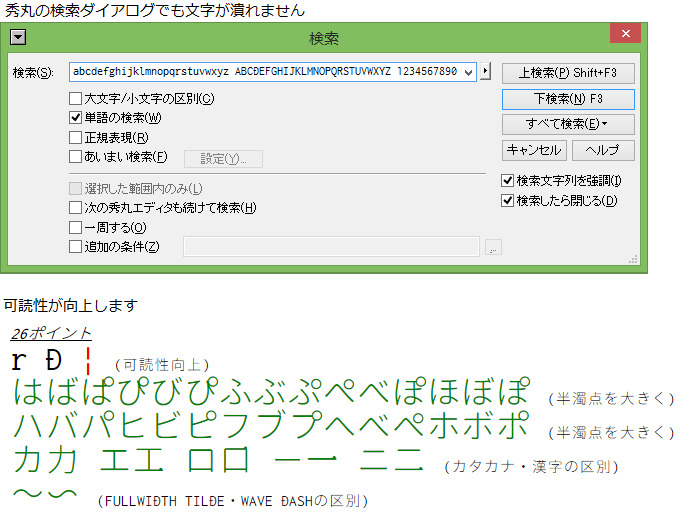 秀丸の検索ダイアログでも文字が潰れません
検索
検索(S):
abcdefghijklmnopqrstuvwxyz ABCĐEFGHIJKLMNOPQRSTUVWXYZ 1234567890
上検索(P) Shift+F3
大文字/小文字の区別(C)
下検索(N) F3
単語の検索(W)
すべて検索(E)
正規表現(R)
キャンセル ヘルプ
あいまい検索(F) 設定(Y)...
検索文字列を強調(I)
選択した範囲内のみ(L)
検索したら閉じる(D)
次の秀丸エディタも続けて検索(H)
一周する(O)
追加の条件(Z) ...
可読性が向上します
26ポイント
r Đ ¦ (可読性向上)
はばぱぴびぴふぶぷぺべぽほぼぽ (半濁点を大きく)
ハバパヒビピフブプヘベペホボポ (半濁点を大きく)
カ力 エ工 ロ口 ー一 ニ二 (カタカナ・漢字の区別)
～〜 (FULLWIĐTH TILĐE・WAVE ĐASHの区別)